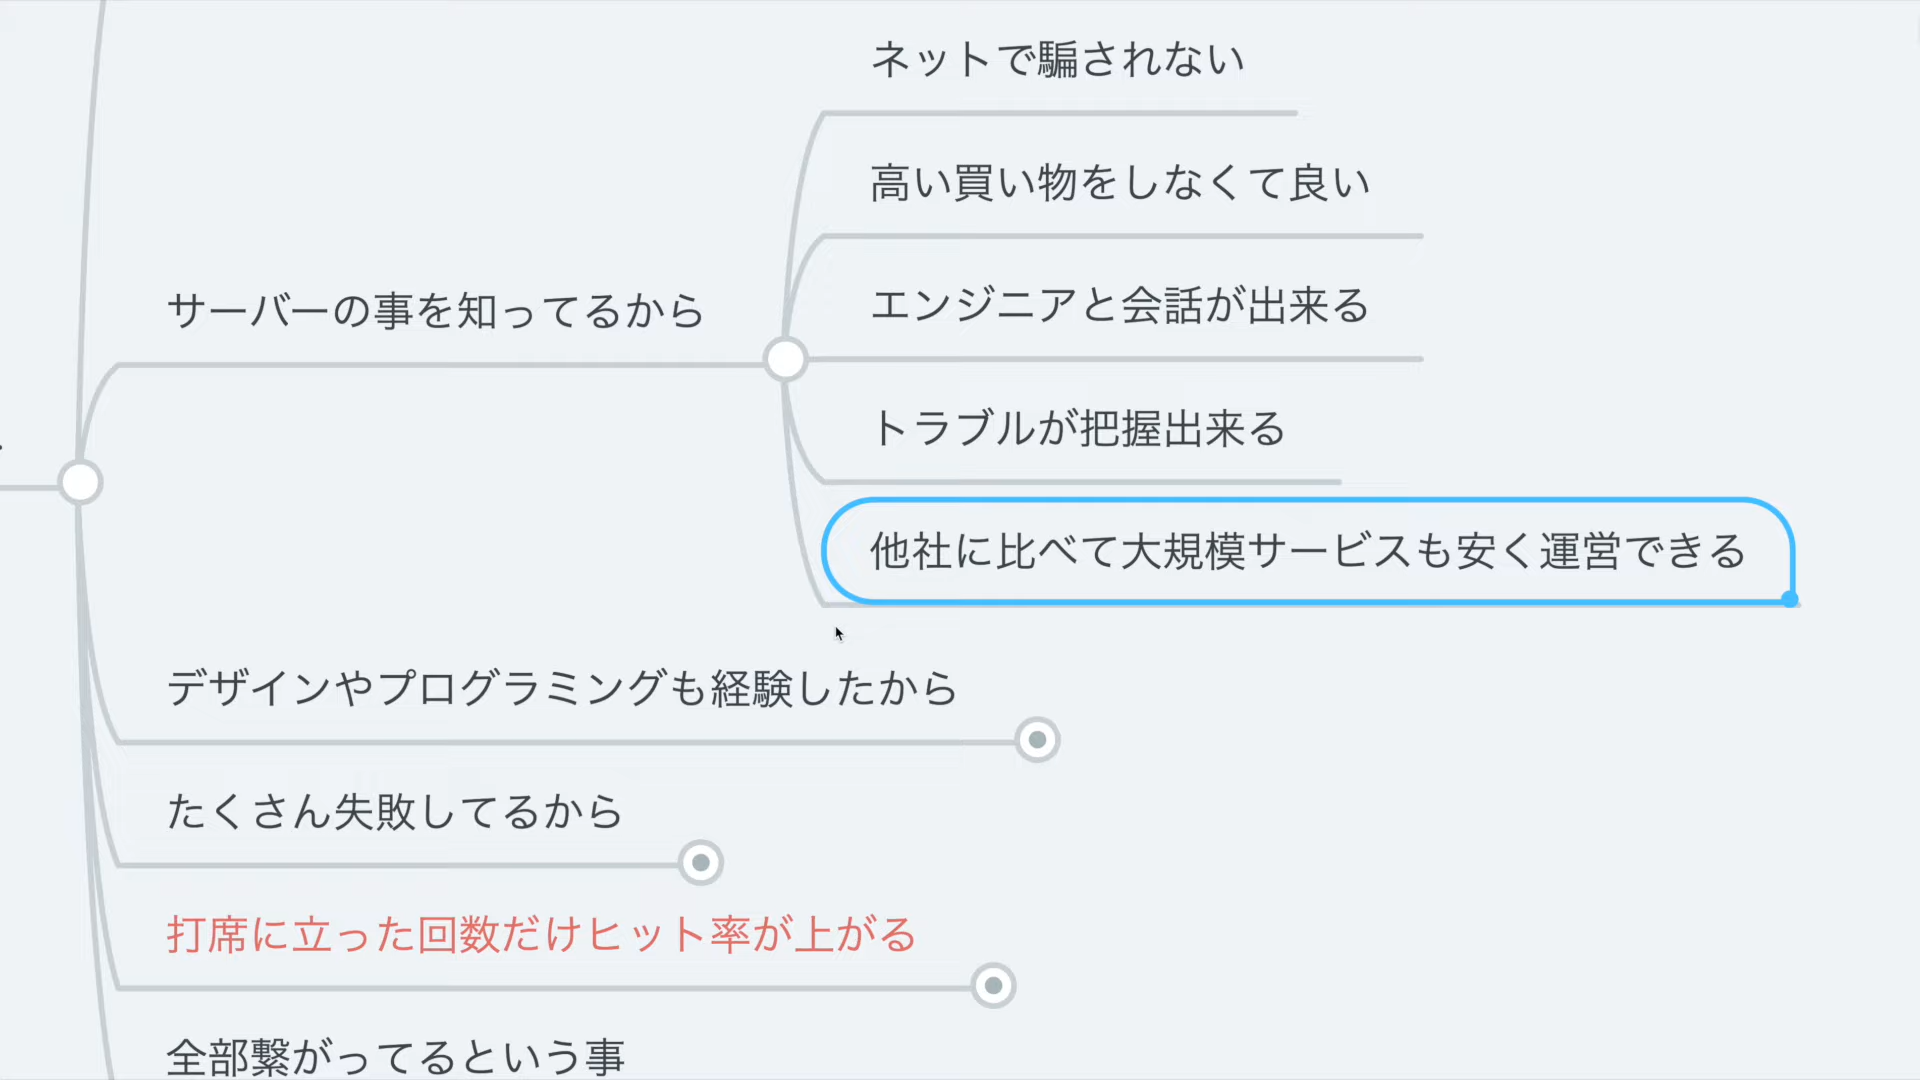 ネットで騙されない
高い買い物をしなくて良い
サーバーの事を知ってるから
エンジニアと会話が出来る
トラブルが把握出来る
他社に比べて大規模サービスも安く運営できる
デザインやプログラミングも経験したから
たくさん失敗してるから
打席に立った回数だけヒット率が上がる
全部繋がってるという事